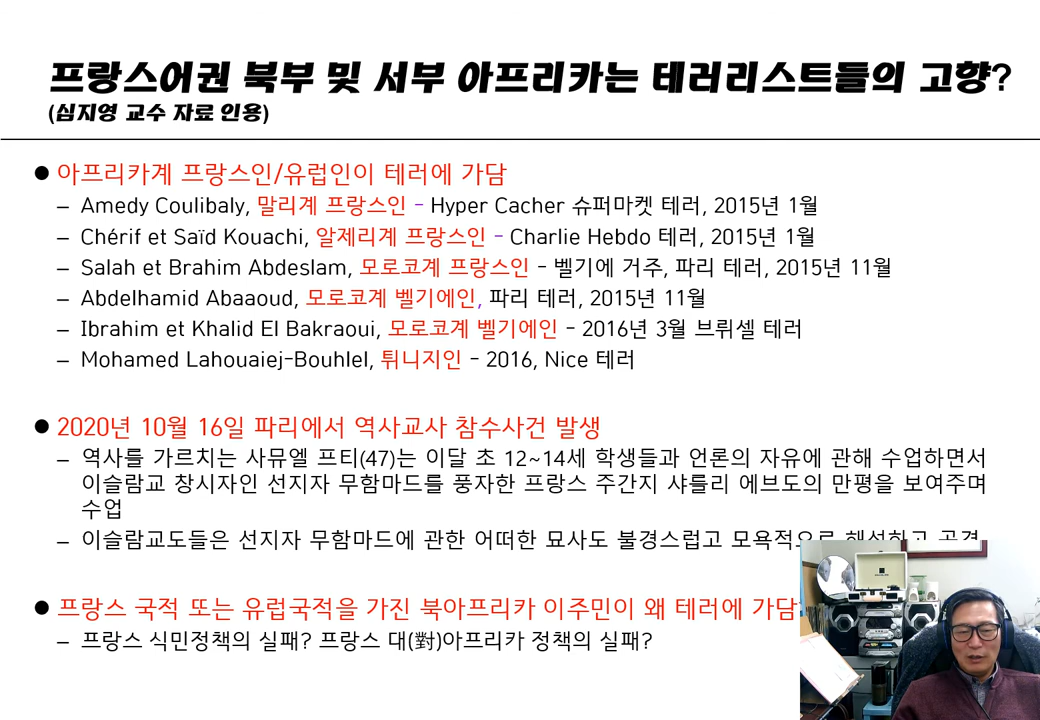 프랑스어권 북부 및 서부 아프리카는 테러리스트들의 고향?
(심지영 교수 자료 인용)
● 아프리카계 프랑스인/유럽인이 테러에 가담
– Amedy Coulibaly, 말리계 프랑스인 – Hyper Cacher 슈퍼마켓 테러, 2015년 1월
– Chérif et Saïd Kouachi, 알제리계 프랑스인 – Charlie Hebdo 테러, 2015년 1월
– Salah et Brahim Abdeslam, 모로코계 프랑스인 – 벨기에 거주, 파리 테러, 2015년 11월
– Abdelhamid Abaaoud, 모로코계 벨기에인, 파리 테러, 2015년 11월
– Ibrahim et Khalid El Bakraoui, 모로코계 벨기에인 – 2016년 3월 브뤼셀 테러
– Mohamed Lahouaiej-Bouhlel, 튀니지인 – 2016, Nice 테러
● 2020년 10월 16일 파리에서 역사교사 참수사건 발생
– 역사를 가르치는 사뮤엘 프티(47)는 이달 초 12~14세 학생들과 언론의 자유에 관해 수업하면서
이슬람교 창시자인 선지자 무함마드를 풍자한 프랑스 주간지 샤를리 에브도의 만평을 보여주며
수업
– 이슬람교도들은 선지자 무함마드에 관한 어떠한 묘사도 불경스럽고 모욕적으로 해석하고 공격
● 프랑스 국적 또는 유럽국적을 가진 북아프리카 이주민이 왜 테러에 가담
– 프랑스 식민정책의 실패? 프랑스 대(對)아프리카 정책의 실패?